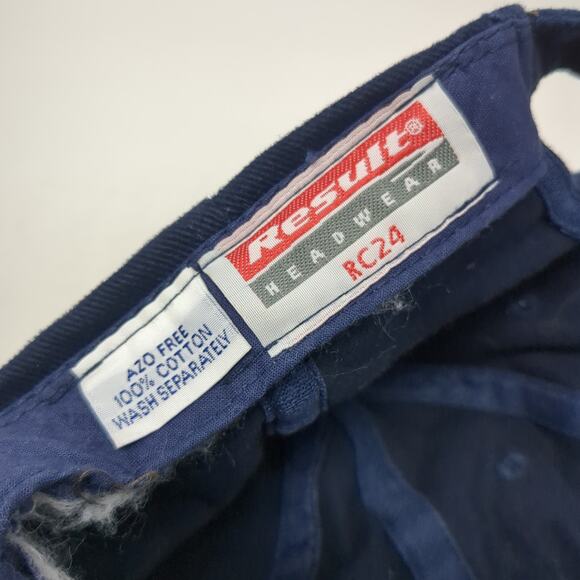 Result®
HEADWEAR
RC24
AZO FREE
100% COTTON
WASH SEPARATELY